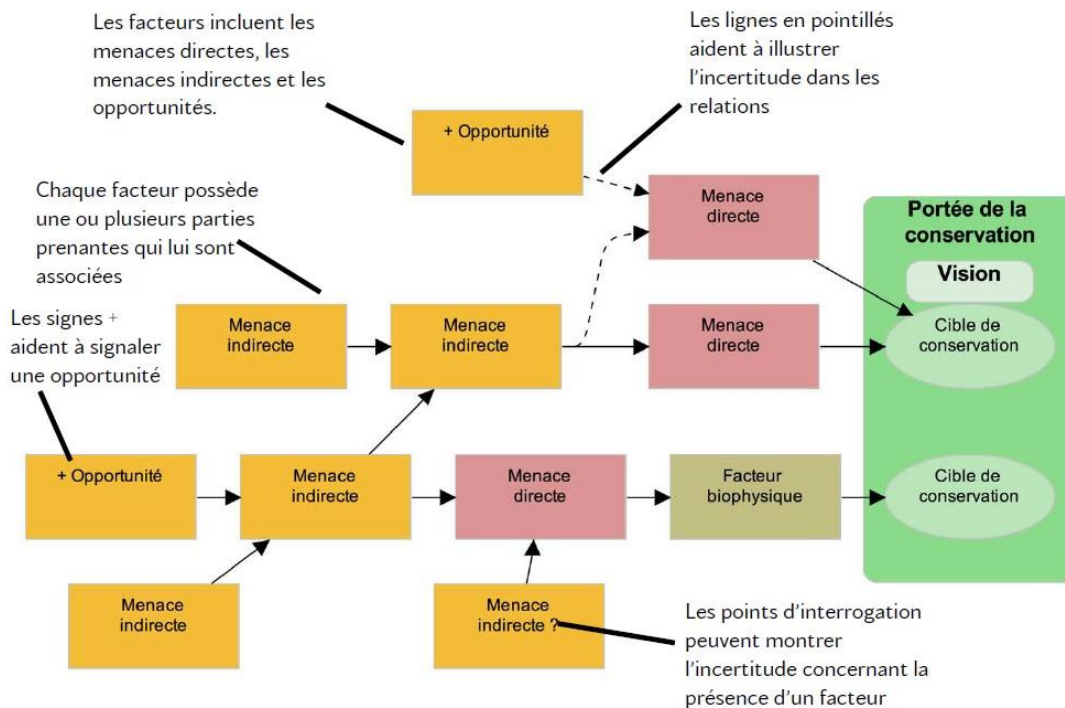 Les facteurs incluent les
menaces directes, les
menaces indirectes et les
opportunités.
Les lignes en pointillés
aident à illustrer
l'incertitude dans les
relations
+ Opportunité
Chaque facteur possède
une ou plusieurs parties
prenantes qui lui sont
associées
Menace
directe
Portée de la
conservation
Vision
Les signes +
aident à signaler
une opportunité
Menace
indirecte
Menace
indirecte
Menace
directe
Cible de
conservation
+ Opportunité
Menace
indirecte
Menace
directe
Facteur
biophysique
Cible de
conservation
Menace
indirecte
Menace
indirecte ?
Les points d'interrogation
peuvent montrer
l'incertitude concernant la
présence d'un facteur